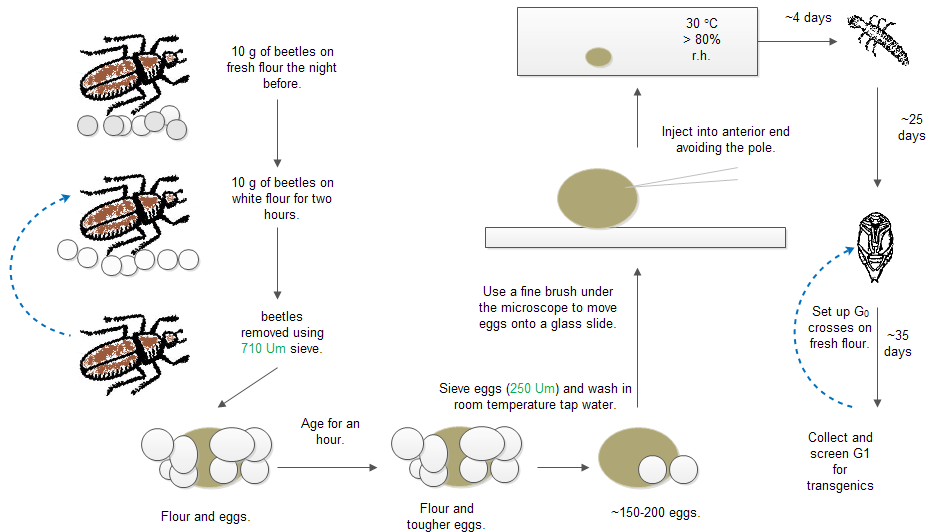 10 g of beetles on
fresh flour the night
before.
10 g of beetles on
white flour for two
hours.
beetles
removed using
710 Um sieve.
Flour and eggs.
Age for an
hour.
Flour and
tougher eggs.
Sieve eggs (250 Um) and wash in
room temperature tap water.
~150-200 eggs.
Use a fine brush under
the microscope to move
eggs onto a glass slide.
Inject into anterior end
avoiding the pole.
30 °C
> 80%
r.h.
~4 days
~25
days
Set up G₀
crosses on
fresh flour.
~35
days
Collect and
screen G1
for
transgenics